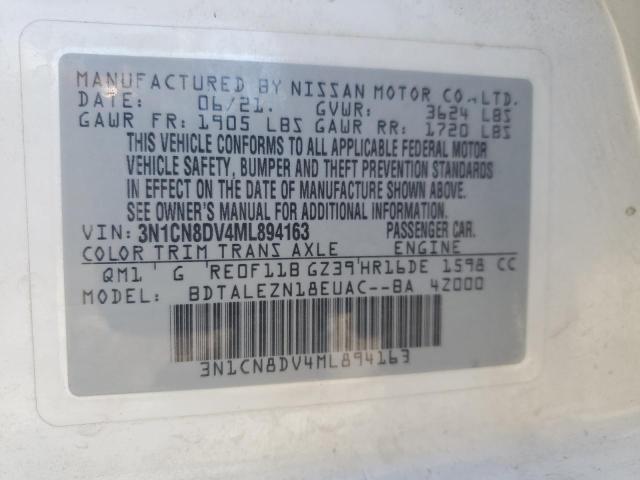 MANUFACTURED BY NISSAN MOTOR CO.,LTD.
DATE: 06/21. GVWR: 3624 LBS
GAWR FR: 1905 LBS GAWR RR: 1720 LBS
THIS VEHICLE CONFORMS TO ALL APPLICABLE FEDERAL MOTOR
VEHICLE SAFETY, BUMPER AND THEFT PREVENTION STANDARDS
IN EFFECT ON THE DATE OF MANUFACTURE SHOWN ABOVE.
SEE OWNER'S MANUAL FOR ADDITIONAL INFORMATION.
VIN: 3N1CN8DV4ML894163 PASSENGER CAR.
COLOR TRIM TRANS AXLE ENGINE
QM1 G RE0F11B GZ39 HR16DE 1598 CC
MODEL: BDTALEZN18EUAC--BA 4Z000
3N1CN8DV4ML894163